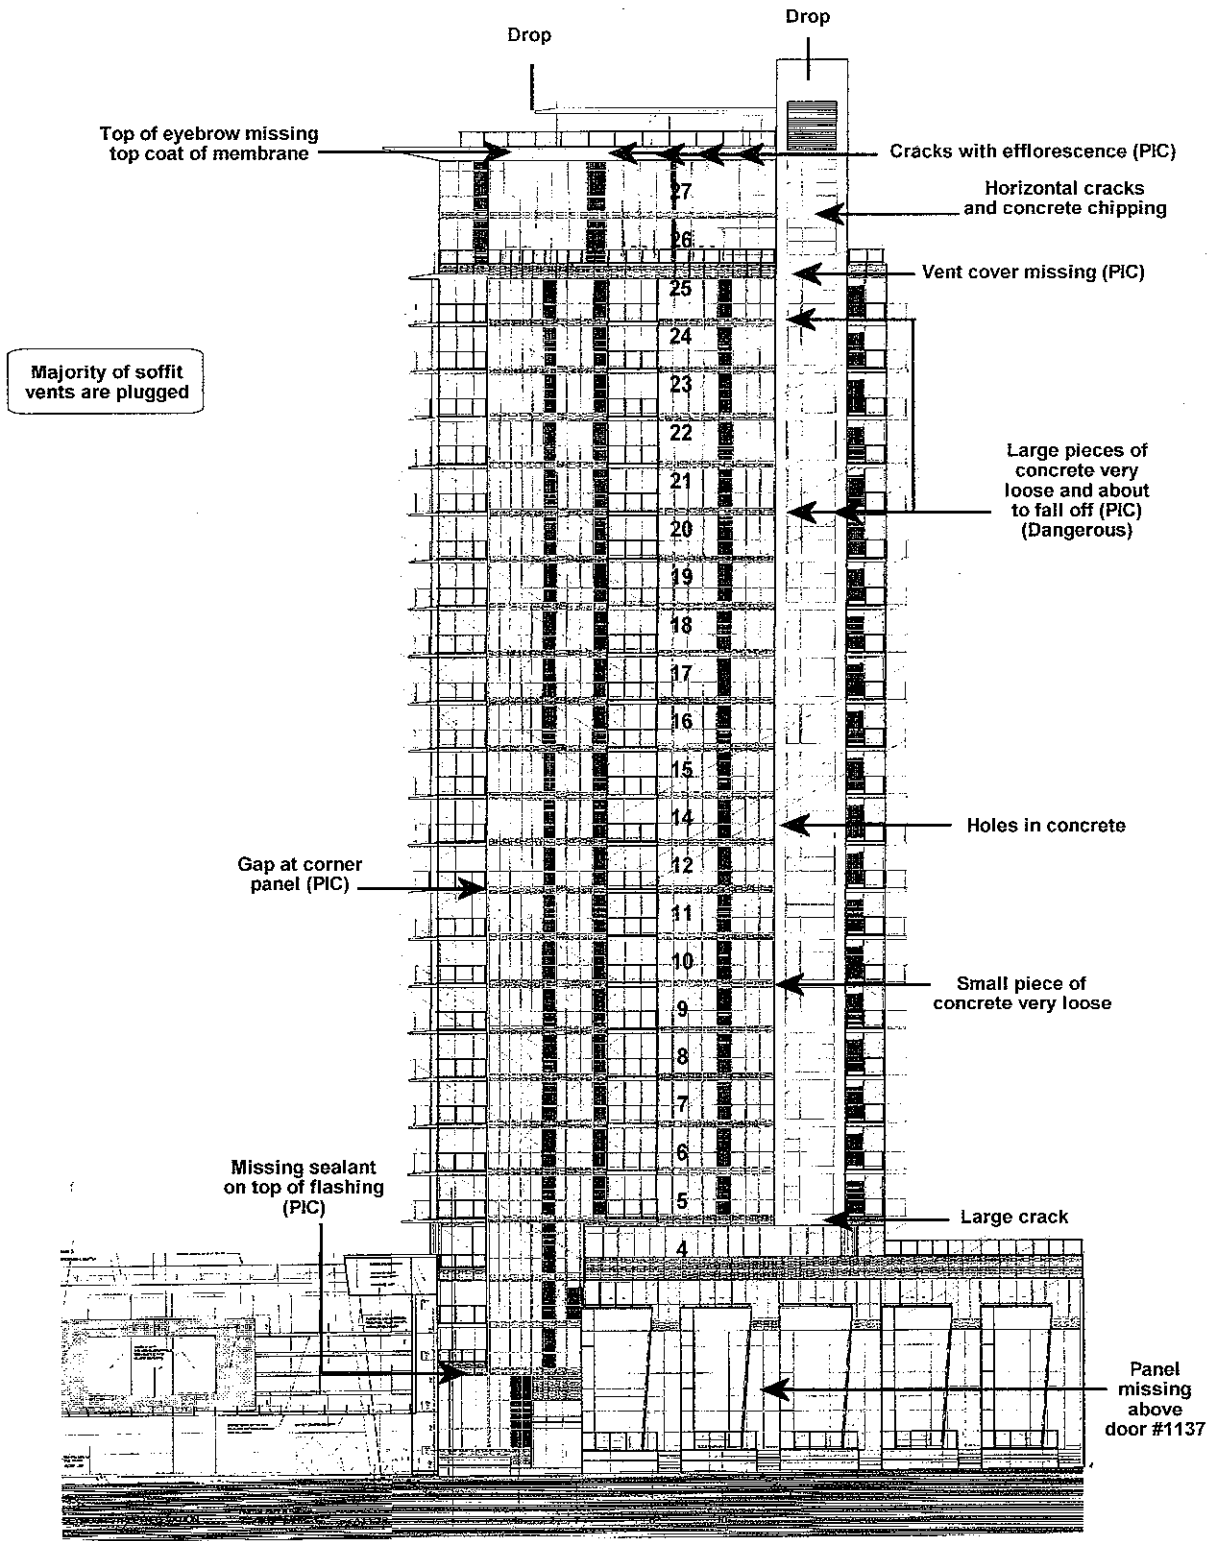 Drop
Drop
Top of eyebrow missing
top coat of membrane
Cracks with efflorescence (PIC)
27
Horizontal cracks
and concrete chipping
26
Vent cover missing (PIC)
25
24
Majority of soffit
vents are plugged
23
22
21
Large pieces of
concrete very
loose and about
to fall off (PIC)
(Dangerous)
20
19
18
17
16
15
14
Holes in concrete
12
Gap at corner
panel (PIC)
11
10
Small piece of
concrete very loose
9
8
7
6
Missing sealant
on top of flashing
(PIC)
5
Large crack
4
Panel
missing
above
door #1137